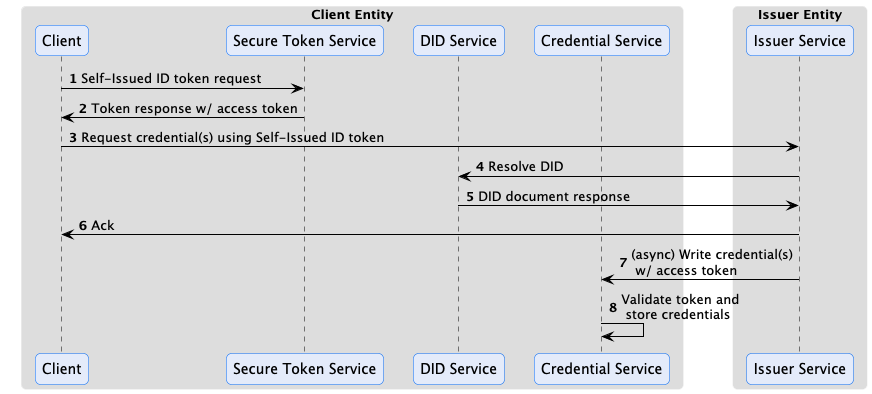 Client Entity
Issuer Entity
Client
Secure Token Service
DID Service
Credential Service
Issuer Service
1 Self-Issued ID token request
2 Token response w/ access token
3 Request credential(s) using Self-Issued ID token
4 Resolve DID
5 DID document response
6 Ack
7 (async) Write credential(s)
w/ access token
8 Validate token and
store credentials
Client
Secure Token Service
DID Service
Credential Service
Issuer Service